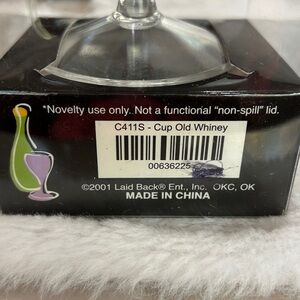 *Novelty use only. Not a functional "non-spill" lid.
C411S - Cup Old Whiney
00636225
©2001 Laid Back® Ent., Inc. OKC, OK
MADE IN CHINA